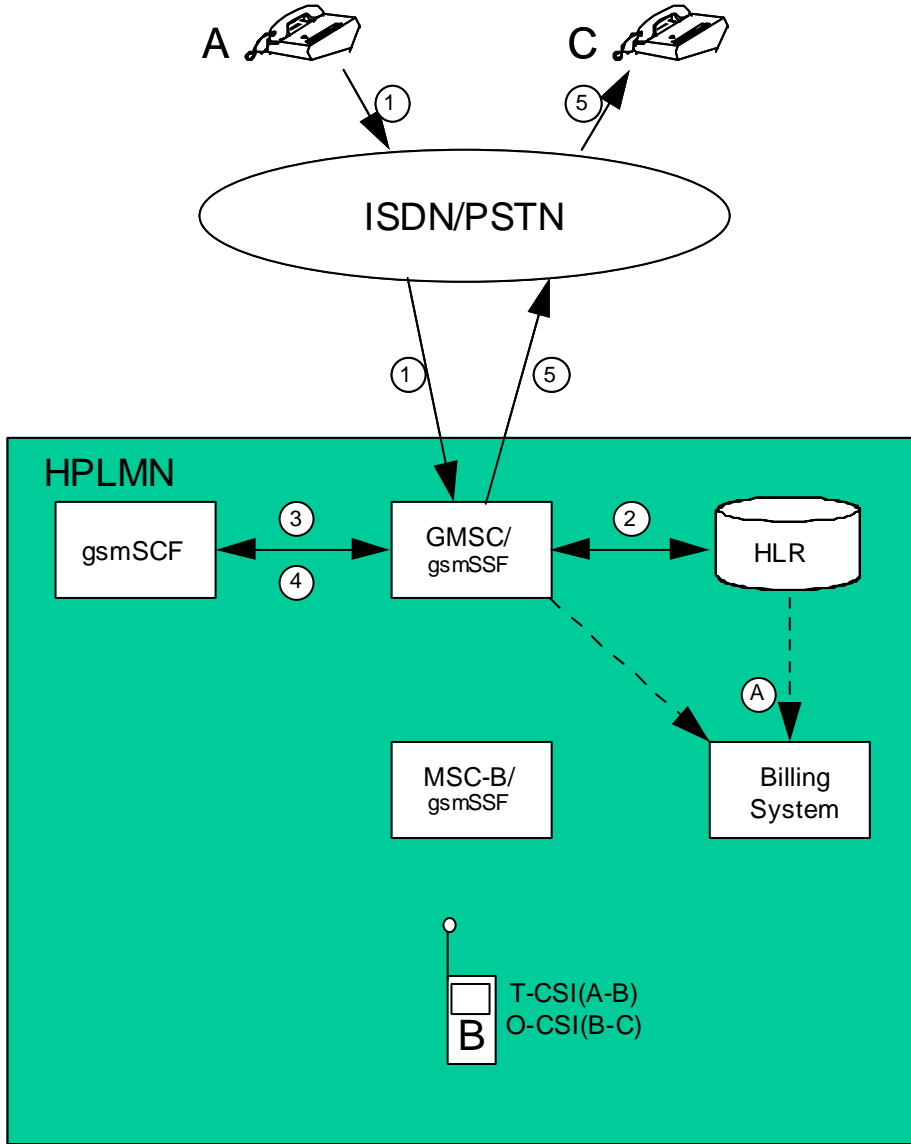 A
C
1
5
ISDN/PSTN
1
5
HPLMN
gsmSCF
3
4
GMSC/
gsmSSF
2
HLR
A
MSC-B/
gsmSSF
Billing
System
T-CSI(A-B)
O-CSI(B-C)
B